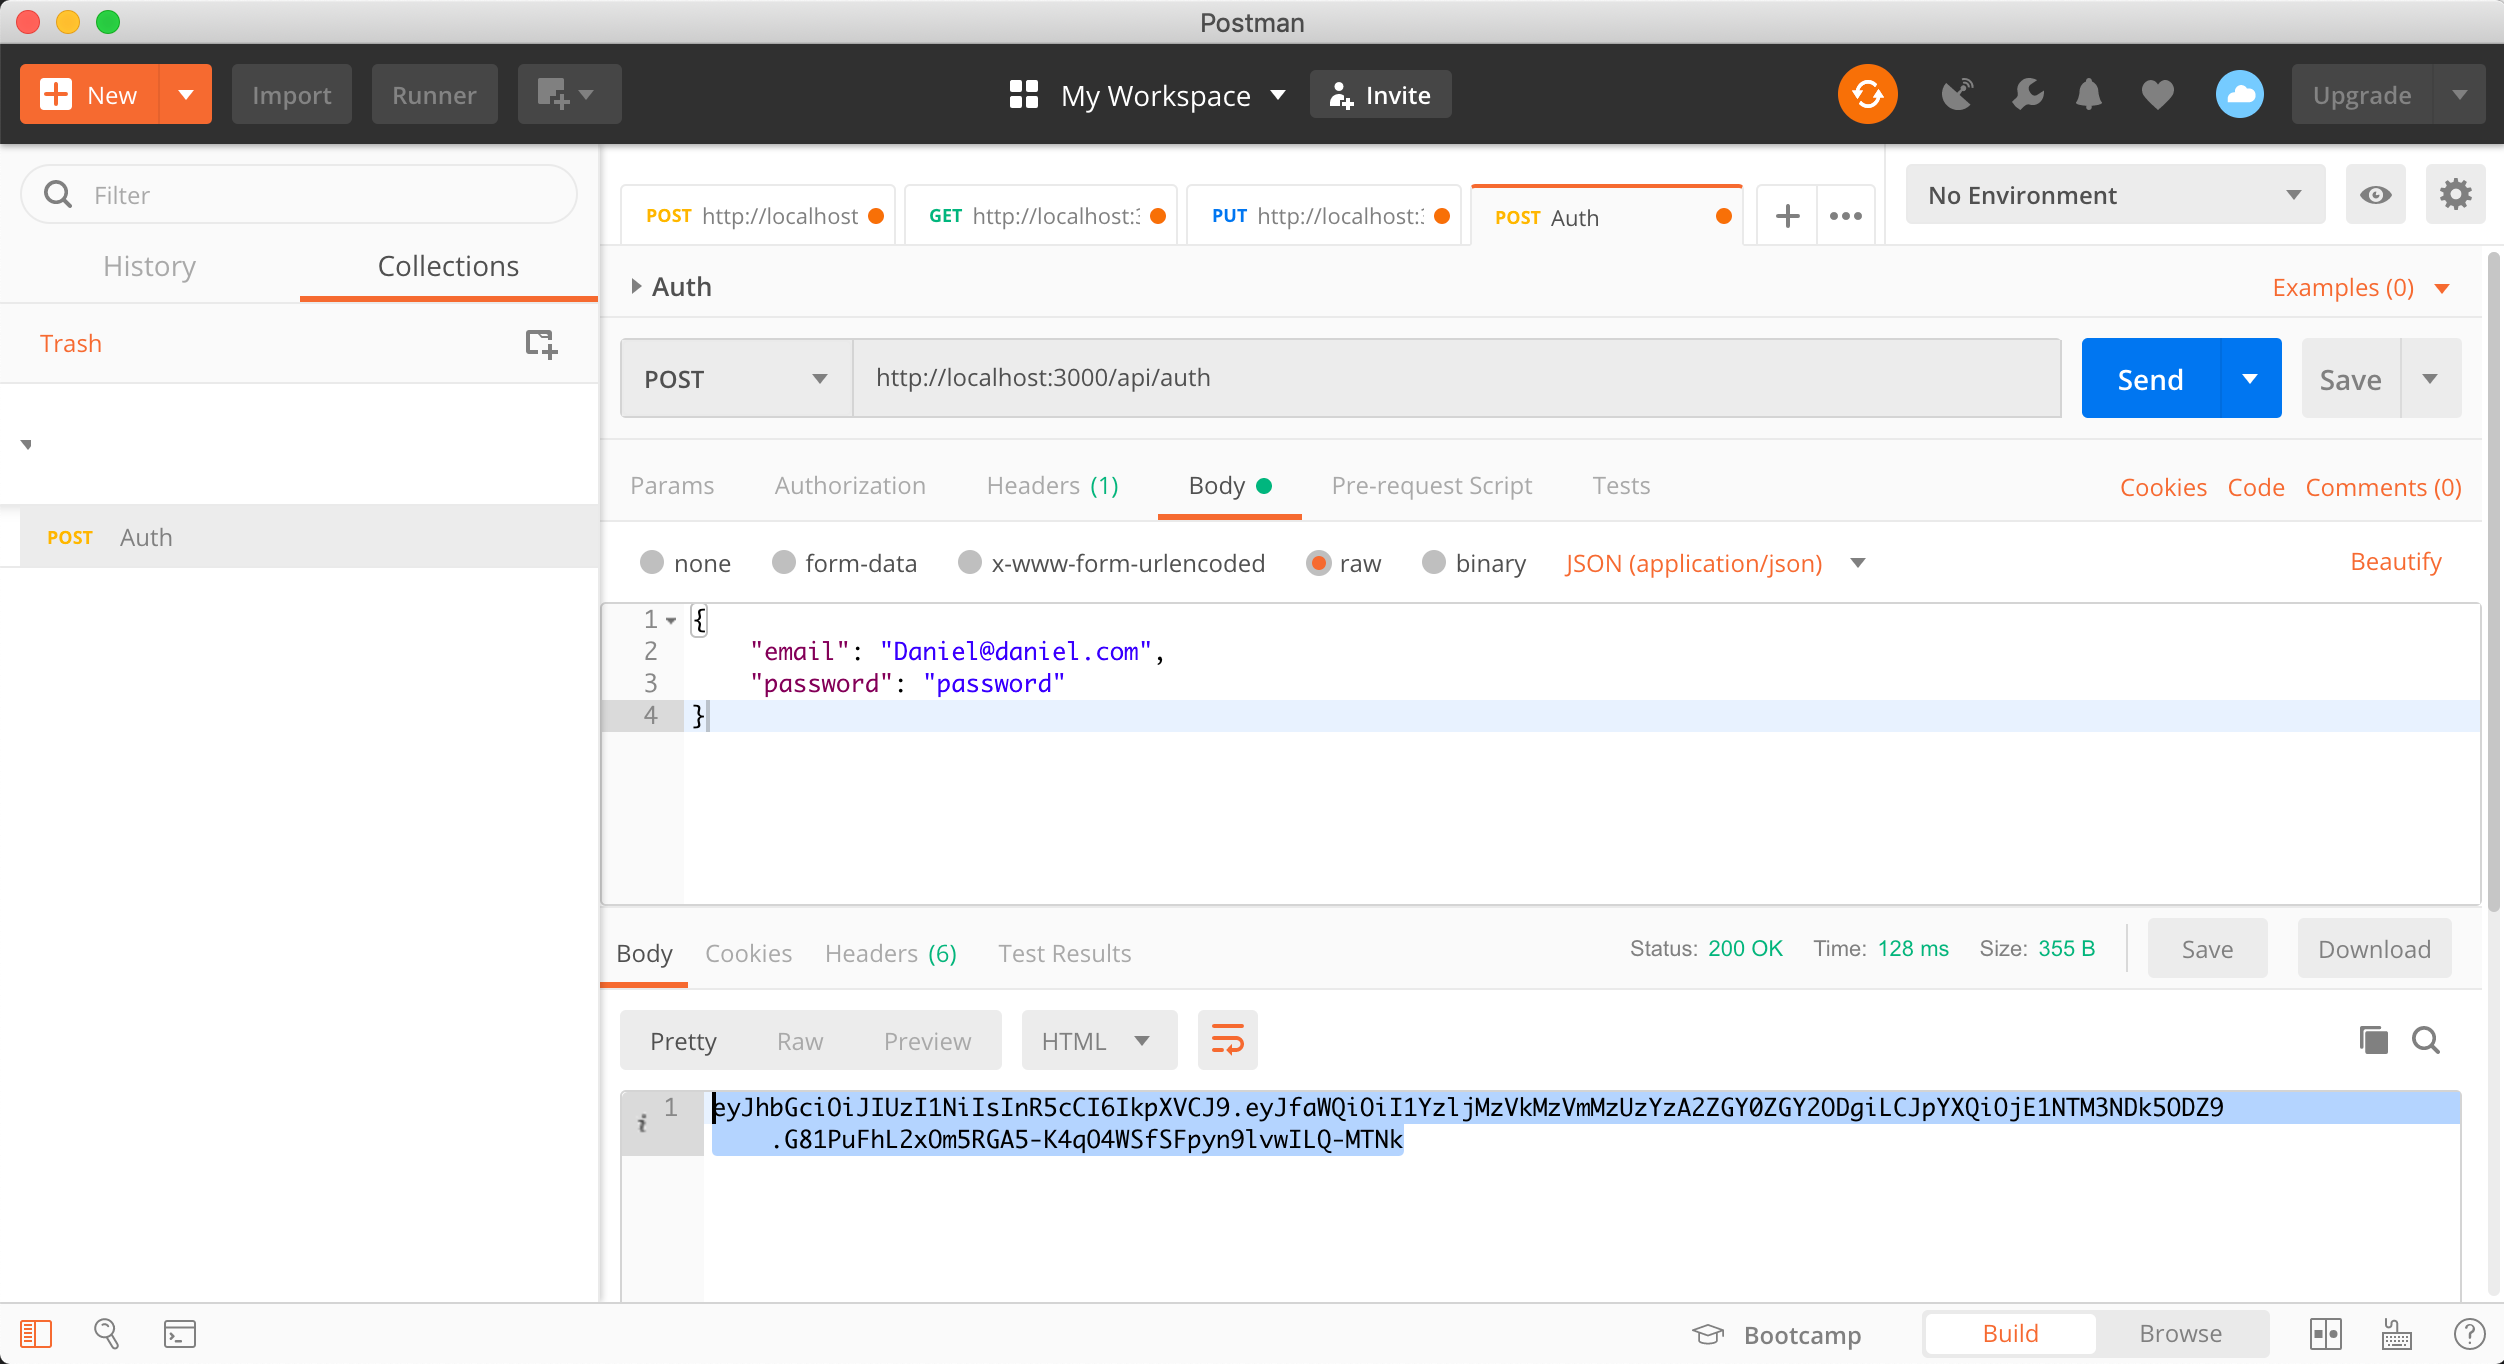 Postman
New
Import
Runner
My Workspace
Invite
Upgrade
Filter
History
Collections
Trash
POST Auth
POST http://localhost
GET http://localhost:3
PUT http://localhost:3
POST Auth
No Environment
Auth
Examples (0)
POST
http://localhost:3000/api/auth
Send
Save
Params
Authorization
Headers (1)
Body
Pre-request Script
Tests
Cookies
Code
Comments (0)
none
form-data
x-www-form-urlencoded
raw
binary
JSON (application/json)
Beautify
1 {
2 "email": "Daniel@daniel.com",
3 "password": "password"
4 }
Body
Cookies
Headers (6)
Test Results
Status: 200 OK
Time: 128 ms
Size: 355 B
Save
Download
Pretty
Raw
Preview
HTML
1 eyJhbGciOiJIUzI1NiIsInR5cCI6IkpXVCJ9.eyJfaWQiOiI1YzljMzVkMzVmMzUzYzA2ZGY0ZGY2ODgiLCJpYXQiOjE1NTM3NDk5ODZ9
.G81PuFhL2xOm5RGA5-K4qO4WSfSFpyn9lvwILQ-MTNk
Bootcamp
Build
Browse